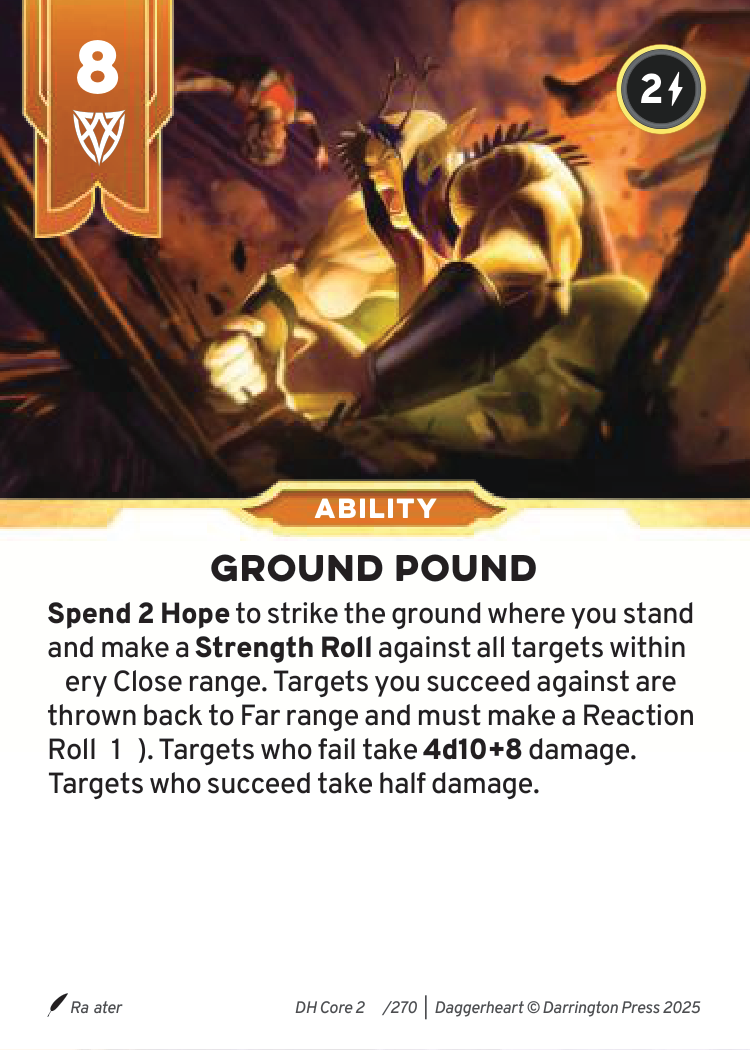 8
2
ABILITY
GROUND POUND
Spend 2 Hope to strike the ground where you stand
and make a Strength Roll against all targets within
ery Close range. Targets you succeed against are
thrown back to Far range and must make a Reaction
Roll 1 ). Targets who fail take 4d10+8 damage.
Targets who succeed take half damage.
Ra ater
DH Core 2 /270 | Daggerheart © Darrington Press 2025